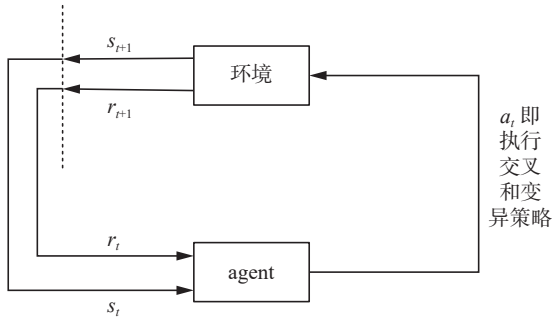 s_{t+1}
环境
r_{t+1}
a_t 即
执行
交叉
和变
异策略
r_t
agent
s_t